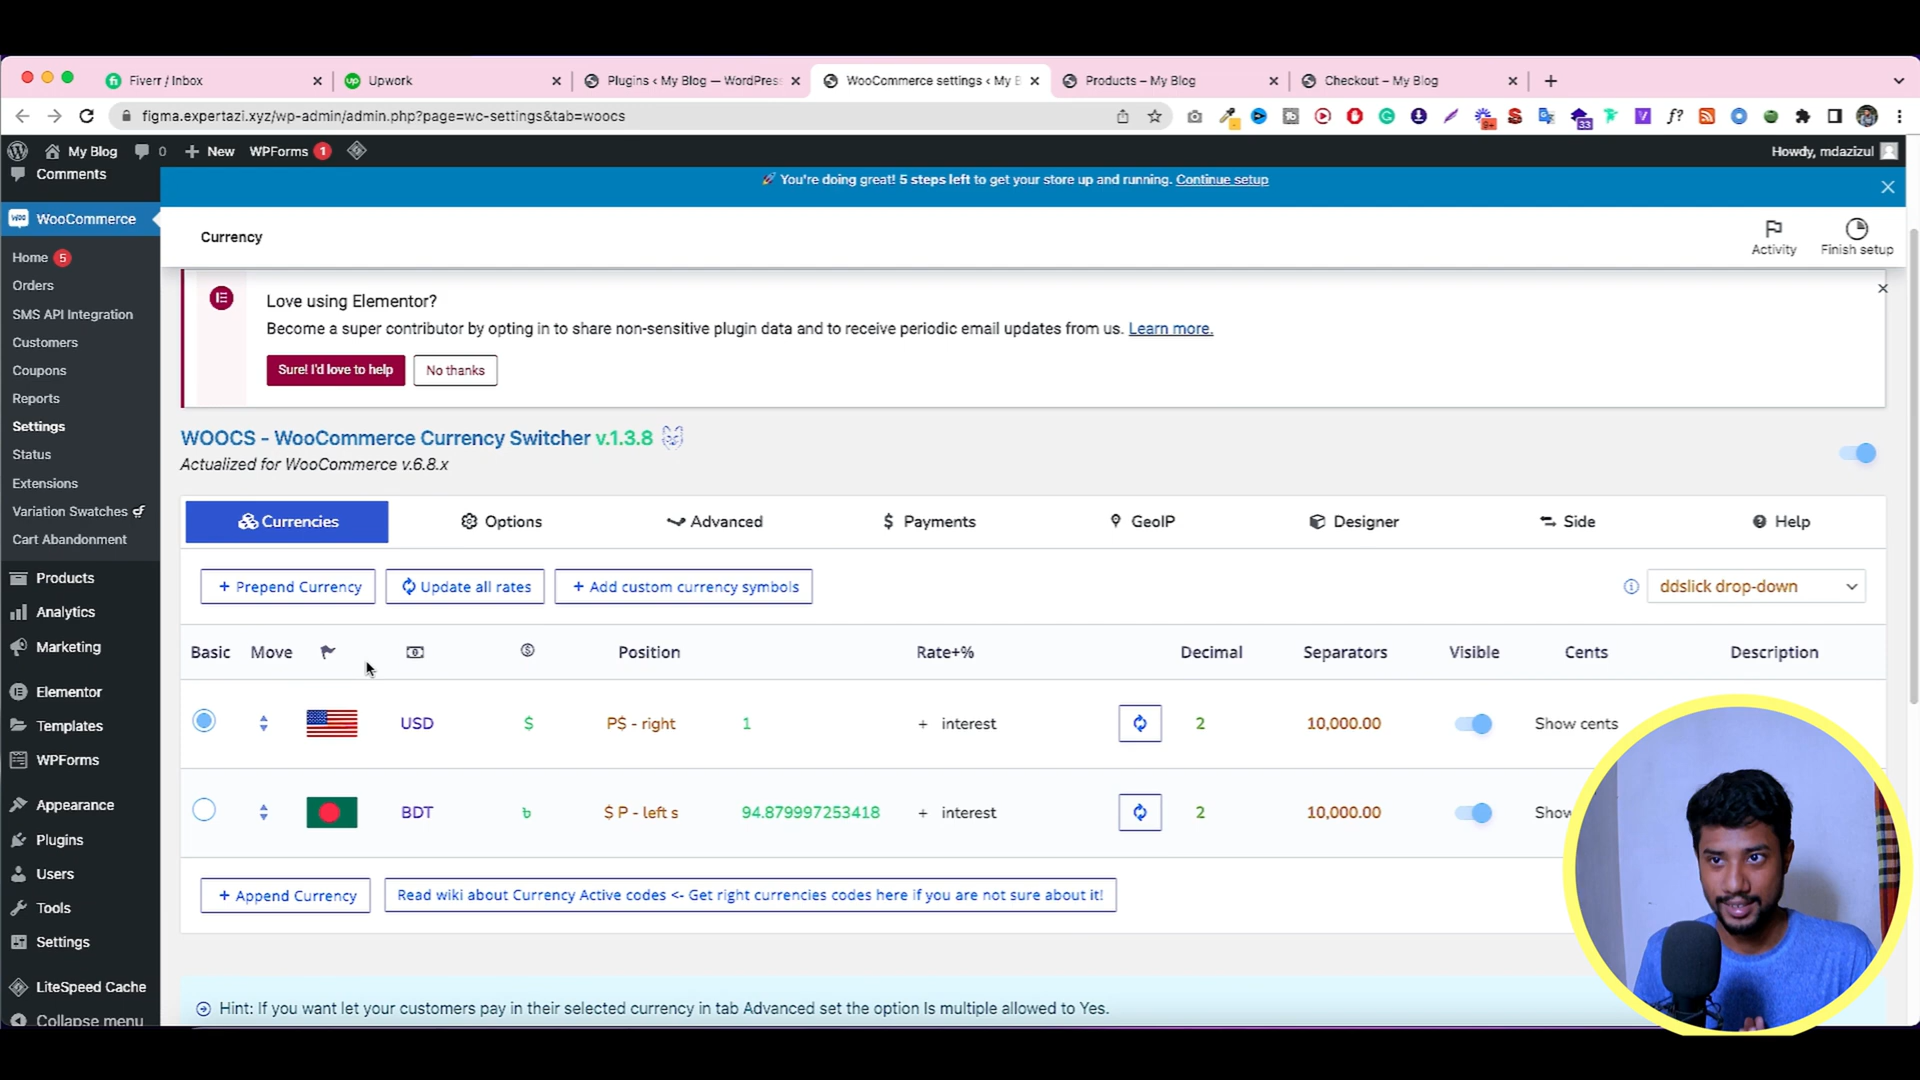 Fiverr / Inbox
Upwork
Plugins ‹ My Blog — WordPress
WooCommerce settings ‹ My B
Products – My Blog
Checkout – My Blog
figma.expertazi.xyz/wp-admin/admin.php?page=wc-settings&tab=woocs
My Blog
0
New
WPForms
1
Howdy, mdazizul
Comments
WooCommerce
Home 5
Orders
SMS API Integration
Customers
Coupons
Reports
Settings
Status
Extensions
Variation Swatches
Cart Abandonment
Products
Analytics
Marketing
Elementor
Templates
WPForms
Appearance
Plugins
Users
Tools
Settings
LiteSpeed Cache
Collapse menu
You're doing great! 5 steps left to get your store up and running. Continue setup
Currency
Activity
Finish setup
Love using Elementor?
Become a super contributor by opting in to share non-sensitive plugin data and to receive periodic email updates from us. Learn more.
Sure! I'd love to help
No thanks
WOOCS - WooCommerce Currency Switcher v.1.3.8
Actualized for WooCommerce v.6.8.x
Currencies
Options
Advanced
$ Payments
GeoIP
Designer
Side
Help
+ Prepend Currency
Update all rates
+ Add custom currency symbols
ddslick drop-down
Basic Move Position Rate+% Decimal Separators Visible Cents Description
USD $ P$ - right 1 + interest 2 10,000.00 Show cents
BDT ৳ $ P - left s 94.879997253418 + interest 2 10,000.00
+ Append Currency
Read wiki about Currency Active codes <- Get right currencies codes here if you are not sure about it!
Hint: If you want let your customers pay in their selected currency in tab Advanced set the option Is multiple allowed to Yes.